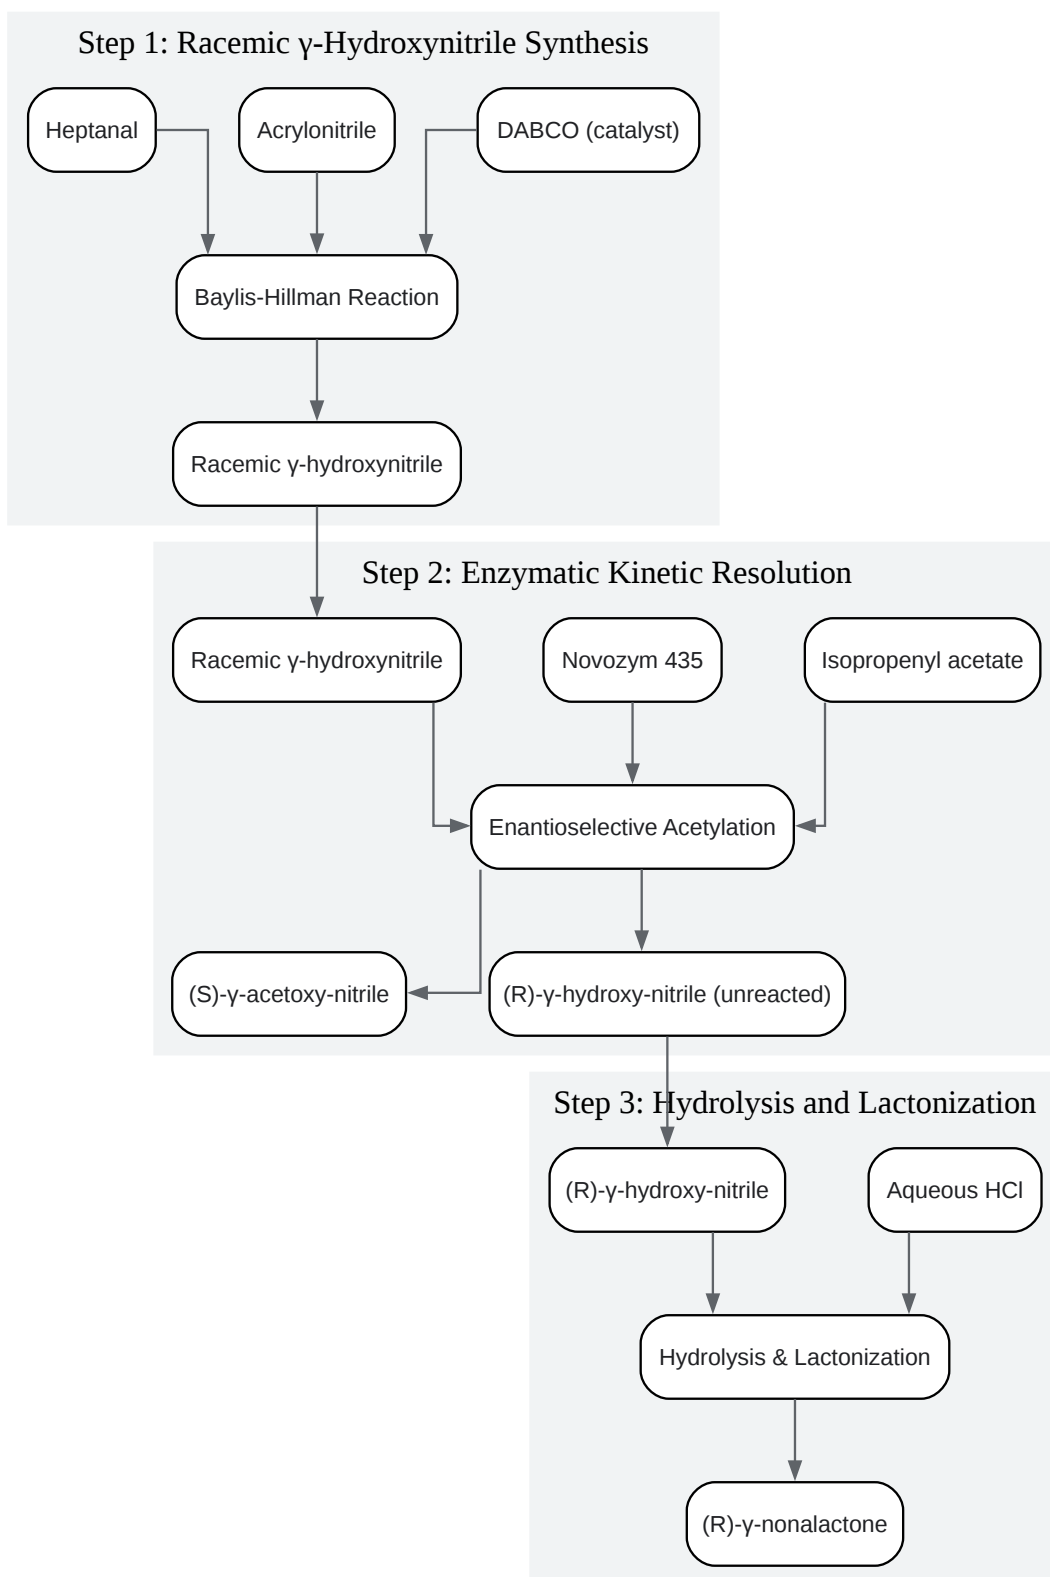 Step 1: Racemic γ-Hydroxynitrile Synthesis
Heptanal
Acrylonitrile
DABCO (catalyst)
Baylis-Hillman Reaction
Racemic γ-hydroxynitrile
Step 2: Enzymatic Kinetic Resolution
Racemic γ-hydroxynitrile
Novozym 435
Isopropenyl acetate
Enantioselective Acetylation
(S)-γ-acetoxy-nitrile
(R)-γ-hydroxy-nitrile (unreacted)
Step 3: Hydrolysis and Lactonization
(R)-γ-hydroxy-nitrile
Aqueous HCl
Hydrolysis & Lactonization
(R)-γ-nonalactone